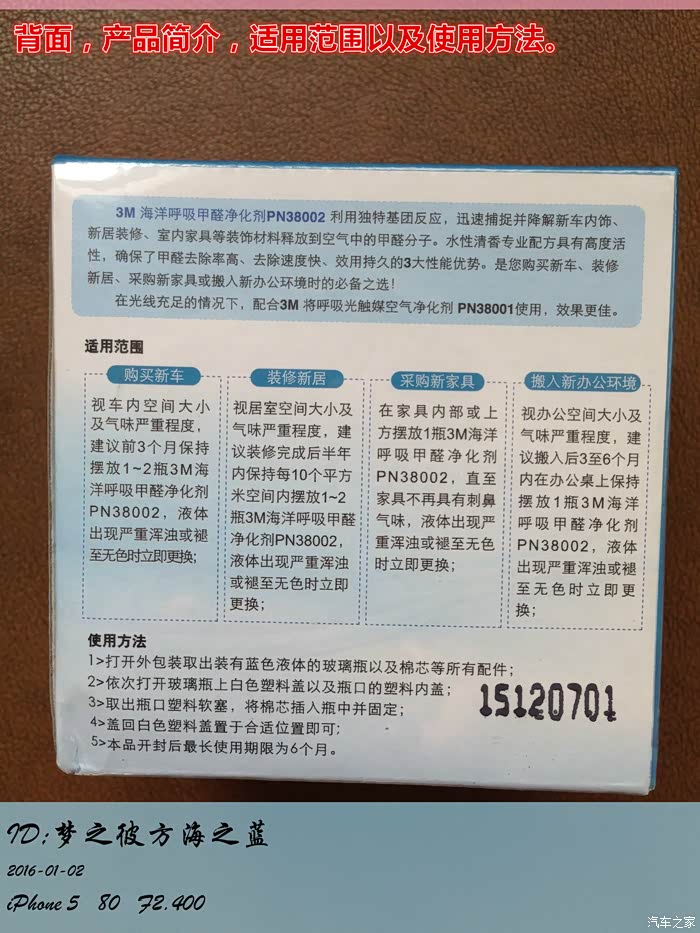 背面，产品简介，适用范围以及使用方法。
3M 海洋呼吸甲醛净化剂PN38002 利用独特基团反应，迅速捕捉并降解新车内饰、
新居装修、室内家具等装饰材料释放到空气中的甲醛分子。水性清香专业配方具有高度活
性，确保了甲醛去除率高、去除速度快、效用持久的3大性能优势。是您购买新车、装修
新居、采购新家具或搬入新办公环境时的必备之选！
在光线充足的情况下，配合3M 将呼吸光触媒空气净化剂 PN38001使用，效果更佳。
适用范围
购买新车
视车内空间大小
及气味严重程度，
建议前3个月保持
摆放1~2瓶3M海
洋呼吸甲醛净化剂
PN38002，液体
出现严重浑浊或褪
至无色时立即更换；
装修新居
视居室空间大小及
气味严重程度，建
议装修完成后半年
内保持每10个平方
米空间内摆放1~2
瓶3M海洋呼吸甲醛
净化剂PN38002，
液体出现严重浑浊
或褪至无色时立即
更换；
采购新家具
在家具内部或上
方摆放1瓶3M海洋
呼吸甲醛净化剂
PN38002，直至
家具不再具有刺鼻
气味，液体出现严
重浑浊或褪至无色
时立即更换；
搬入新办公环境
视办公空间大小及
气味严重程度，建
议搬入后3至6个月
内在办公桌上保持
摆放1瓶3M海洋
呼吸甲醛净化剂
PN38002，液体
出现严重浑浊或褪
至无色时立即更
换；
使用方法
1>打开外包装取出装有蓝色液体的玻璃瓶以及棉芯等所有配件；
2>依次打开玻璃瓶上白色塑料盖以及瓶口的塑料内盖；
3>取出瓶口塑料软塞，将棉芯插入瓶中并固定；
4>盖回白色塑料盖置于合适位置即可；
5>本品开封后最长使用期限为6个月。
15120701
ID:梦之彼方海之蓝
2016-01-02
iPhone 5 80 F2.400
汽车之家